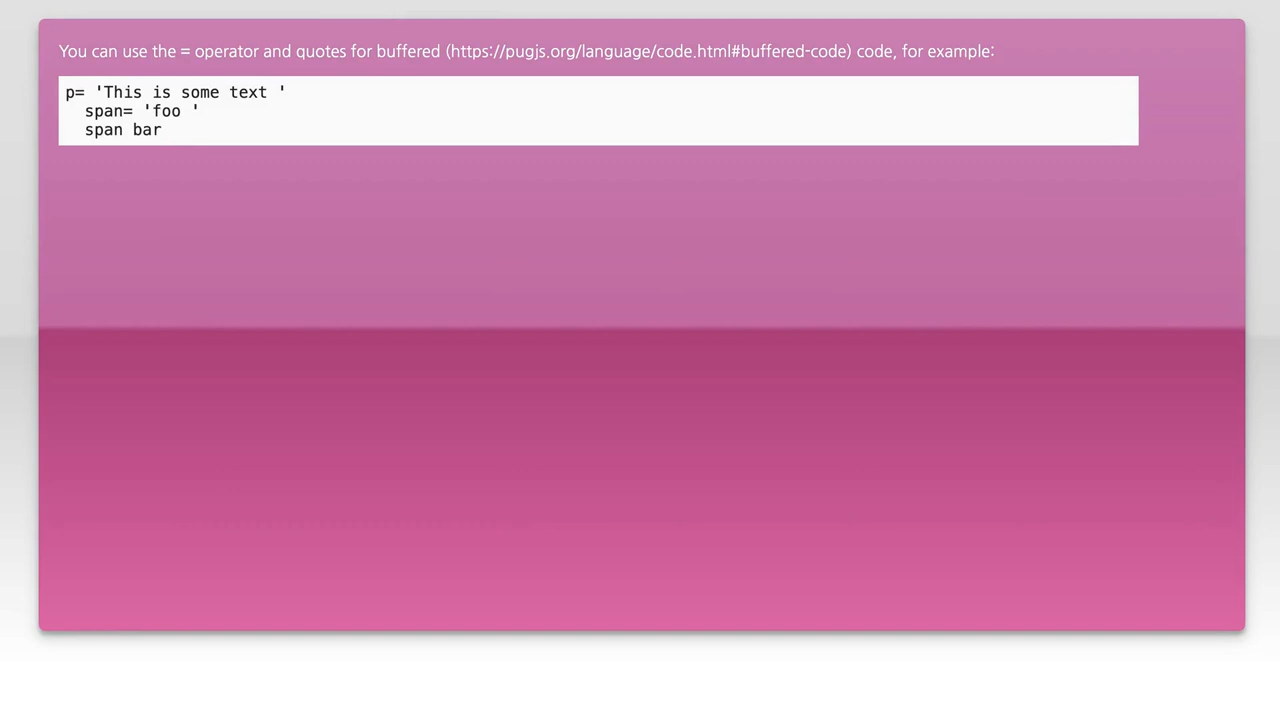 You can use the = operator and quotes for buffered (https://pugjs.org/language/code.html#buffered-code) code, for example:
p= 'This is some text '
  span= 'foo '
  span bar